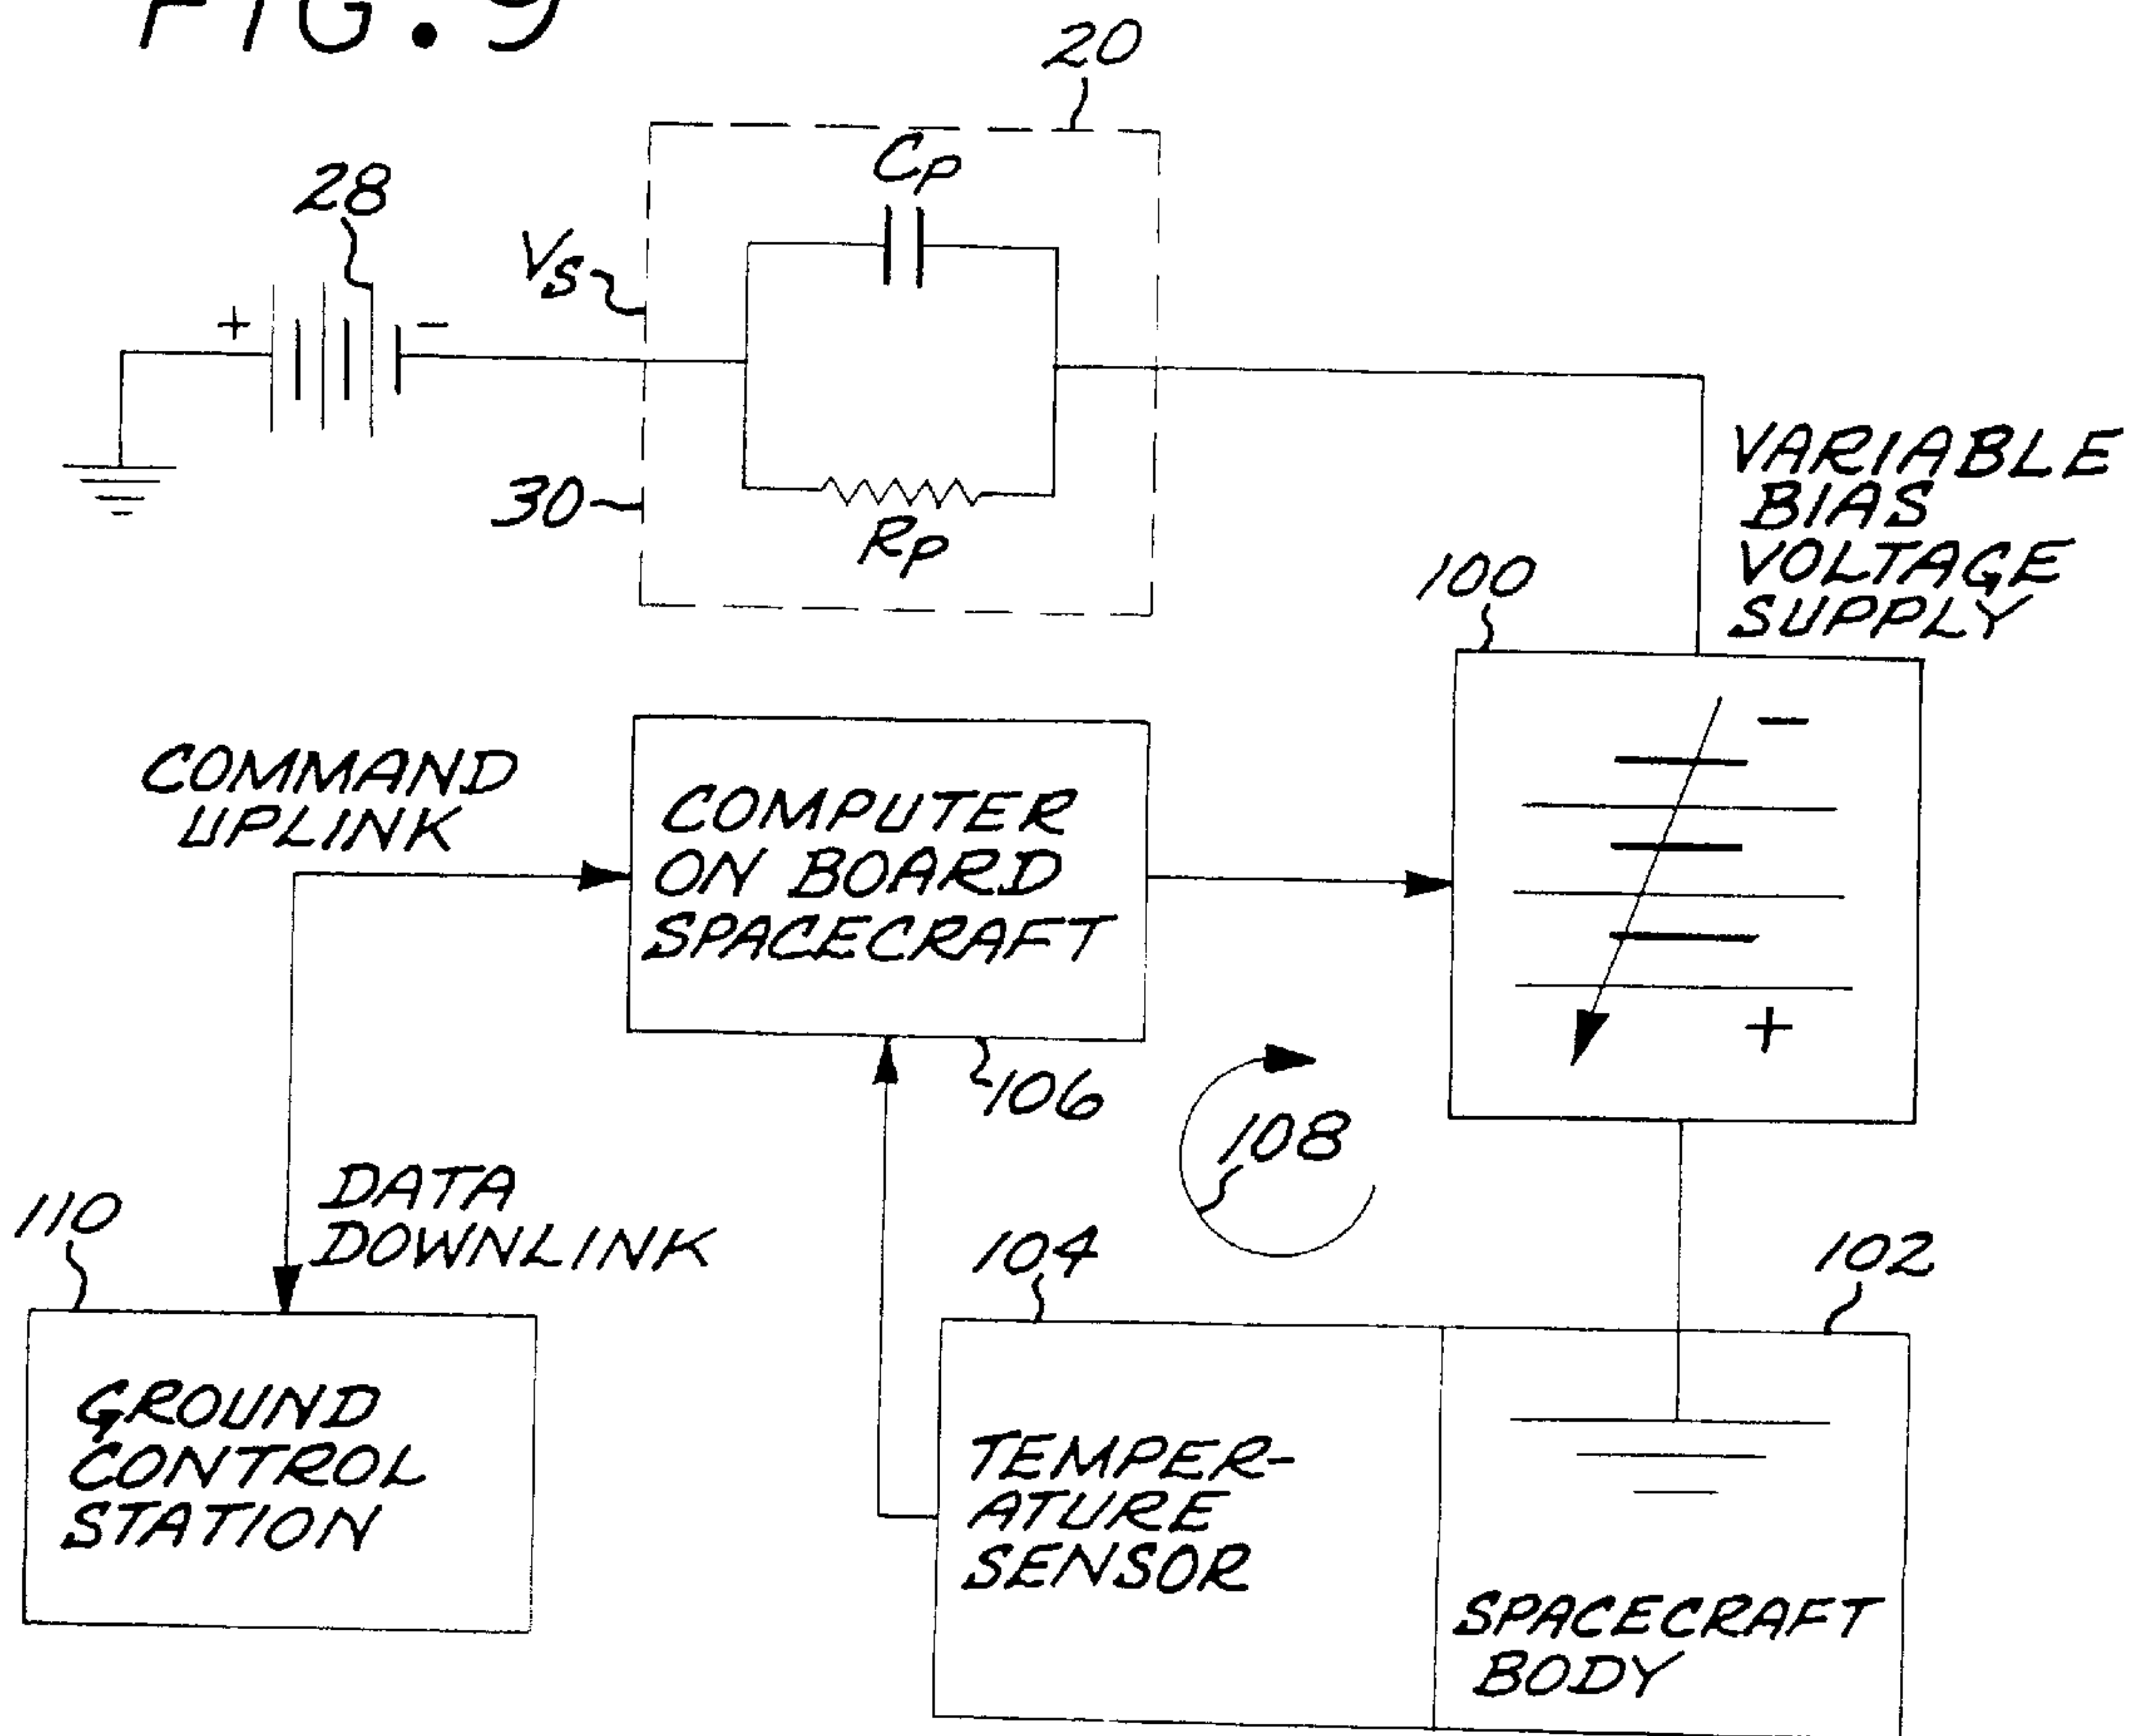 FIG. 9
20
Cp
28
Vs
+
-
30
Rp
VARIABLE
BIAS
VOLTAGE
SUPPLY
100
-
+
COMMAND
UPLINK
COMPUTER
ON BOARD
SPACECRAFT
106
108
DATA
DOWNLINK
110
104
102
GROUND
CONTROL
STATION
TEMPER-
ATURE
SENSOR
SPACECRAFT
BODY